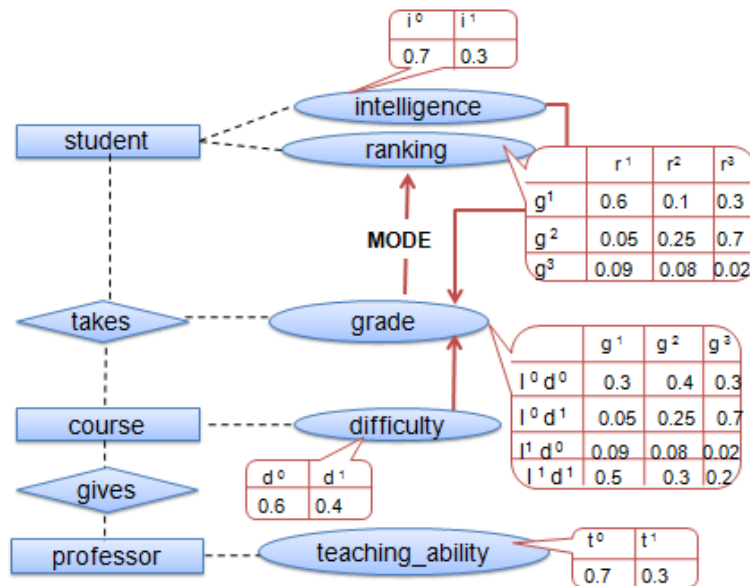 i⁰ i¹
0.7 0.3
intelligence
student
ranking
r¹ r² r³
g¹ 0.6 0.1 0.3
g² 0.05 0.25 0.7
g³ 0.09 0.08 0.02
MODE
takes
grade
g¹ g² g³
I⁰ d⁰ 0.3 0.4 0.3
I⁰ d¹ 0.05 0.25 0.7
I¹ d⁰ 0.09 0.08 0.02
I¹ d¹ 0.5 0.3 0.2
course
difficulty
d⁰ d¹
0.6 0.4
gives
professor
teaching_ability
t⁰ t¹
0.7 0.3